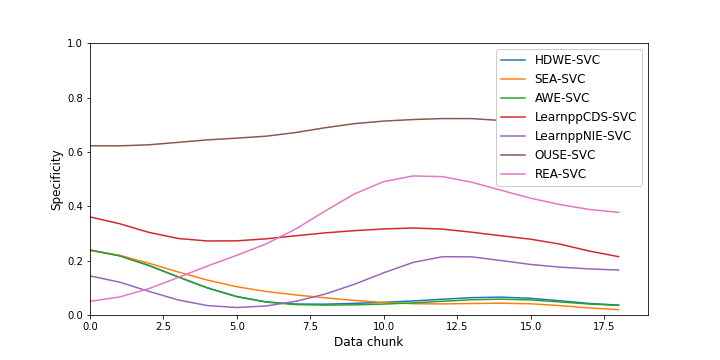 1.0
0.8
0.6
0.4
0.2
0.0
Specificity
0.0 2.5 5.0 7.5 10.0 12.5 15.0 17.5
Data chunk
HDWE-SVC
SEA-SVC
AWE-SVC
LearnppCDS-SVC
LearnppNIE-SVC
OUSE-SVC
REA-SVC